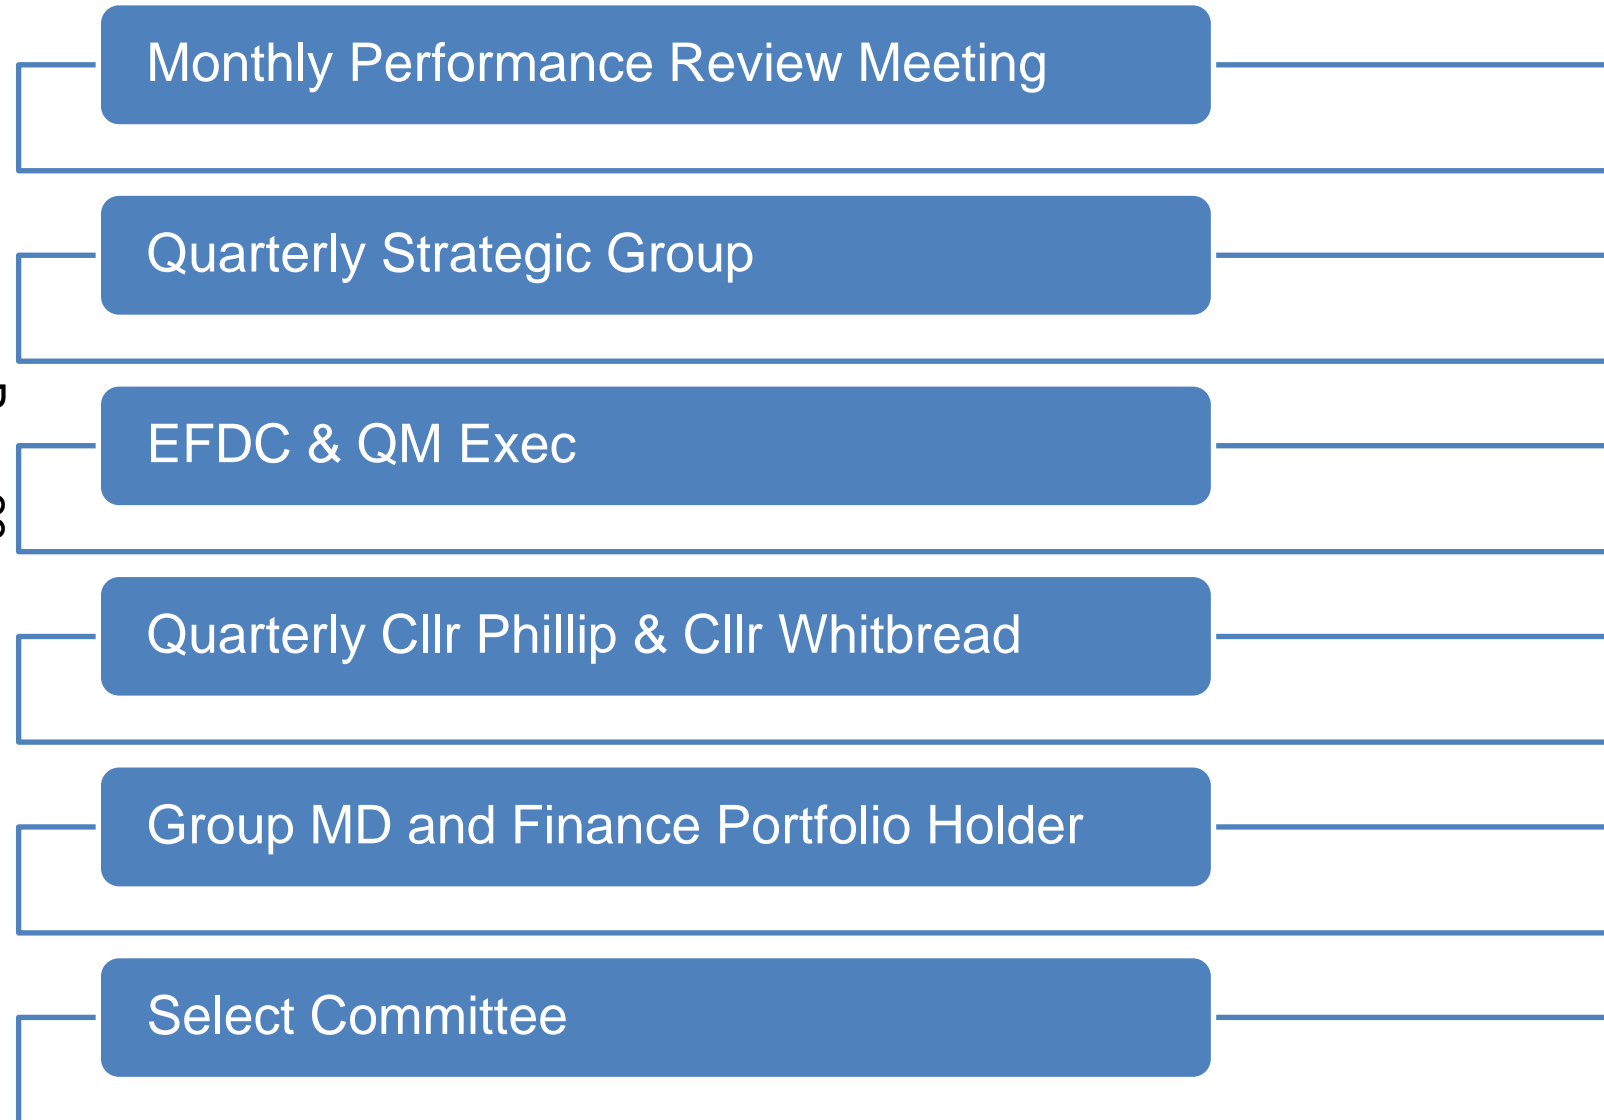 Monthly Performance Review Meeting
Quarterly Strategic Group
EFDC & QM Exec
Quarterly Cllr Phillip & Cllr Whitbread
Group MD and Finance Portfolio Holder
Select Committee